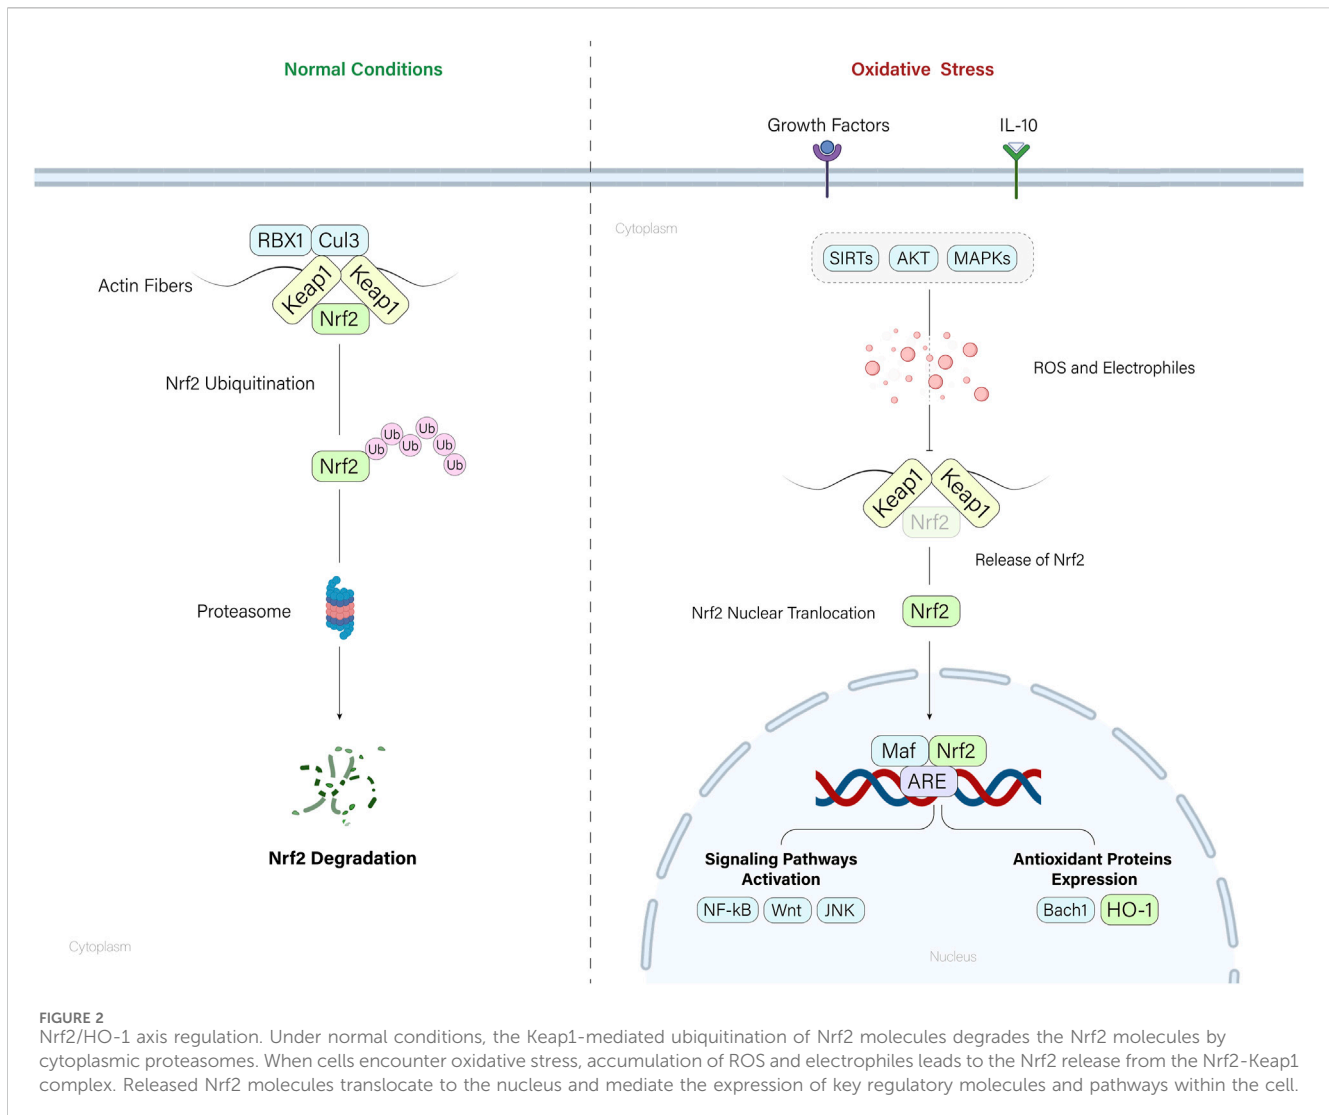 Normal Conditions
RBX1
Cul3
Actin Fibers
Keap1
Keap1
Nrf2
Nrf2 Ubiquitination
Nrf2
Ub
Ub
Ub
Ub
Ub
Ub
Proteasome
Nrf2 Degradation
Cytoplasm
Oxidative Stress
Growth Factors
IL-10
Cytoplasm
SIRTs
AKT
MAPKs
ROS and Electrophiles
Keap1
Keap1
Nrf2
Release of Nrf2
Nrf2 Nuclear Tranlocation
Nrf2
Maf
Nrf2
ARE
Signaling Pathways
Activation
NF-kB
Wnt
JNK
Antioxidant Proteins
Expression
Bach1
HO-1
Nucleus
FIGURE 2
Nrf2/HO-1 axis regulation. Under normal conditions, the Keap1-mediated ubiquitination of Nrf2 molecules degrades the Nrf2 molecules by
cytoplasmic proteasomes. When cells encounter oxidative stress, accumulation of ROS and electrophiles leads to the Nrf2 release from the Nrf2-Keap1
complex. Released Nrf2 molecules translocate to the nucleus and mediate the expression of key regulatory molecules and pathways within the cell.